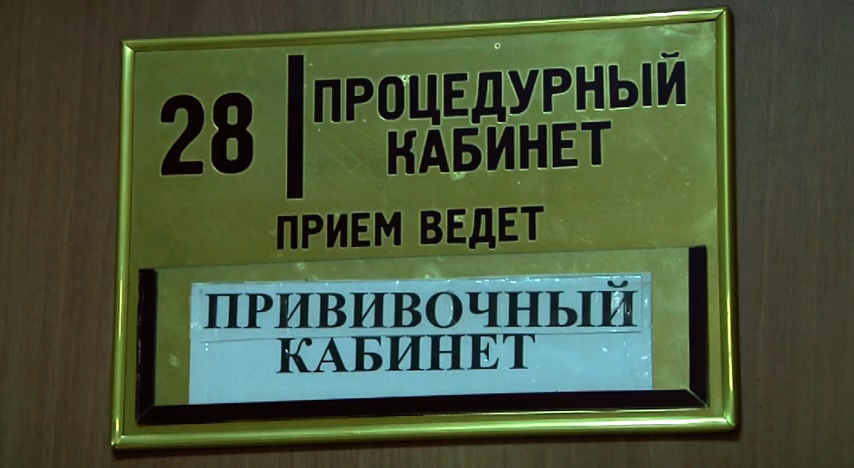 28 ПРОЦЕДУРНЫЙ
КАБИНЕТ
ПРИЕМ ВЕДЕТ
ПРИВИВОЧНЫЙ
КАБИНЕТ